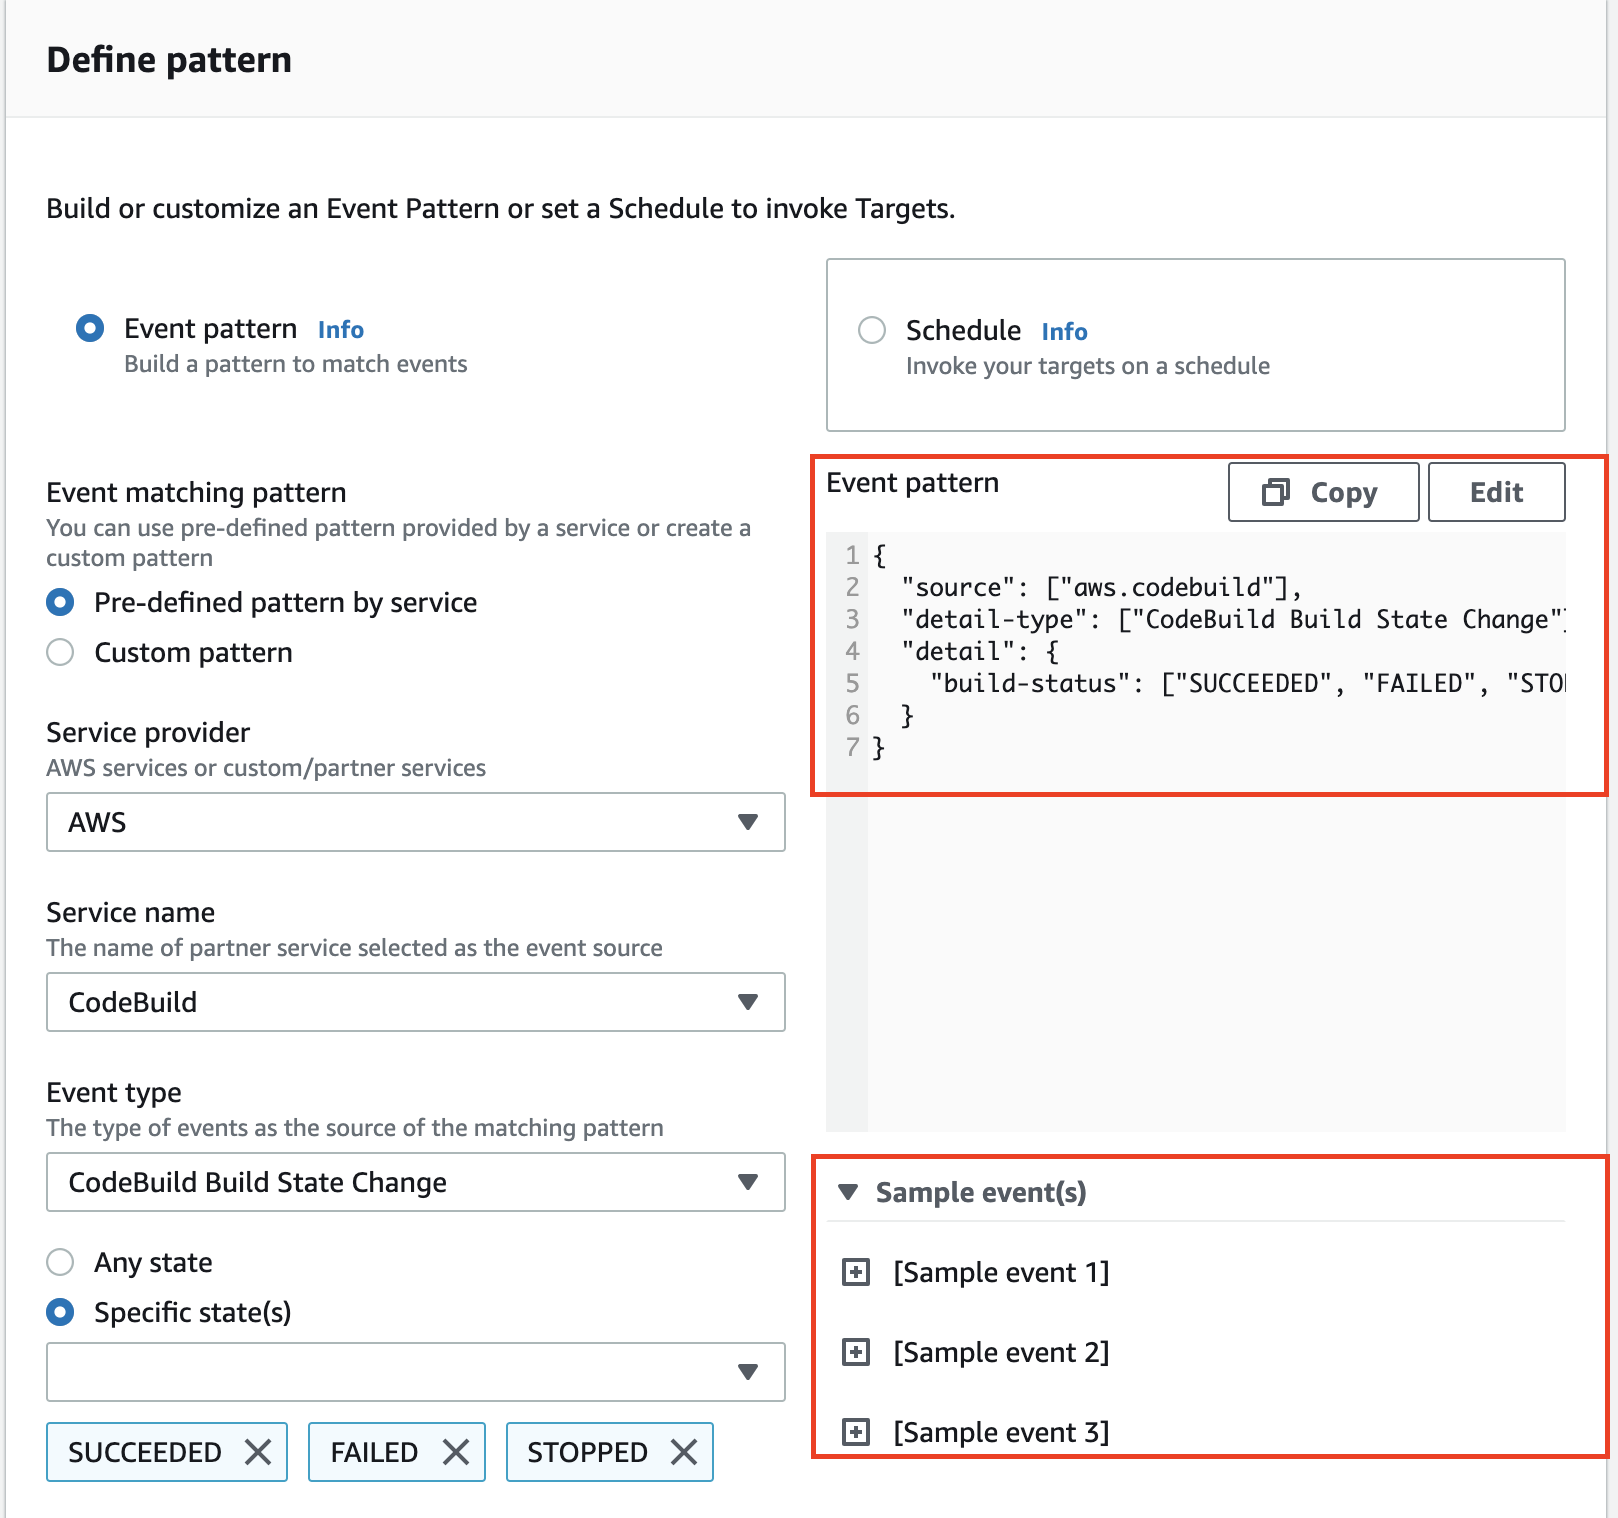 Define pattern
Build or customize an Event Pattern or set a Schedule to invoke Targets.
Event pattern Info
Build a pattern to match events
Schedule Info
Invoke your targets on a schedule
Event matching pattern
You can use pre-defined pattern provided by a service or create a
custom pattern
Pre-defined pattern by service
Custom pattern
Service provider
AWS services or custom/partner services
AWS
Service name
The name of partner service selected as the event source
CodeBuild
Event type
The type of events as the source of the matching pattern
CodeBuild Build State Change
Any state
Specific state(s)
SUCCEEDED
FAILED
STOPPED
Event pattern
Copy
Edit
1 {
2 "source": ["aws.codebuild"],
3 "detail-type": ["CodeBuild Build State Change"]
4 "detail": {
5 "build-status": ["SUCCEEDED", "FAILED", "STO
6 }
7 }
Sample event(s)
[Sample event 1]
[Sample event 2]
[Sample event 3]